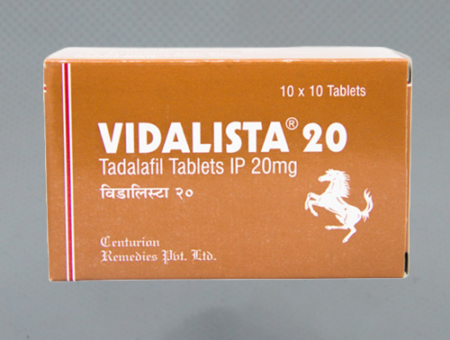 10 x 10 Tablets
VIDALISTA® 20
Tadalafil Tablets IP 20mg
विडालिस्टा २०
Centurion
Remedies Pvt. Ltd.